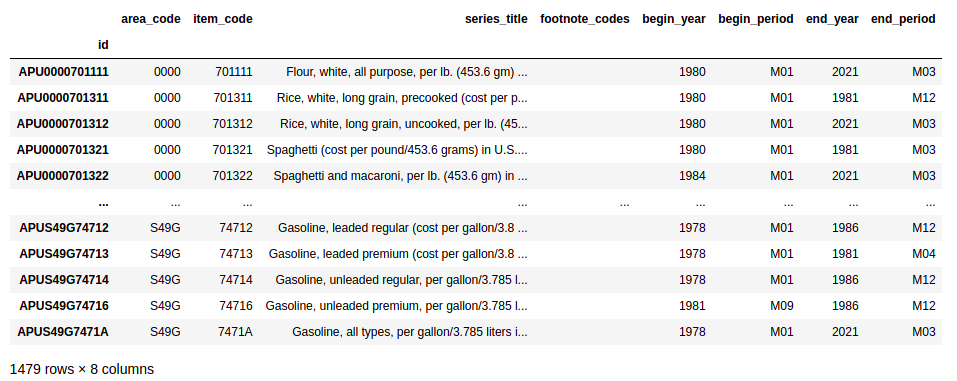 area_code item_code series_title footnote_codes begin_year begin_period end_year end_period
id
APU0000701111 0000 701111 Flour, white, all purpose, per lb. (453.6 gm) ... 1980 M01 2021 M03
APU0000701311 0000 701311 Rice, white, long grain, precooked (cost per p... 1980 M01 1981 M12
APU0000701312 0000 701312 Rice, white, long grain, uncooked, per lb. (45... 1980 M01 2021 M03
APU0000701321 0000 701321 Spaghetti (cost per pound/453.6 grams) in U.S.... 1980 M01 1981 M03
APU0000701322 0000 701322 Spaghetti and macaroni, per lb. (453.6 gm) in ... 1984 M01 2021 M03
... ... ... ... ... ... ... ... ...
APUS49G74712 S49G 74712 Gasoline, leaded regular (cost per gallon/3.8 ... 1978 M01 1986 M12
APUS49G74713 S49G 74713 Gasoline, leaded premium (cost per gallon/3.8 ... 1978 M01 1981 M04
APUS49G74714 S49G 74714 Gasoline, unleaded regular, per gallon/3.785 l... 1978 M01 1986 M12
APUS49G74716 S49G 74716 Gasoline, unleaded premium, per gallon/3.785 l... 1981 M09 1986 M12
APUS49G7471A S49G 7471A Gasoline, all types, per gallon/3.785 liters i... 1978 M01 2021 M03
1479 rows × 8 columns